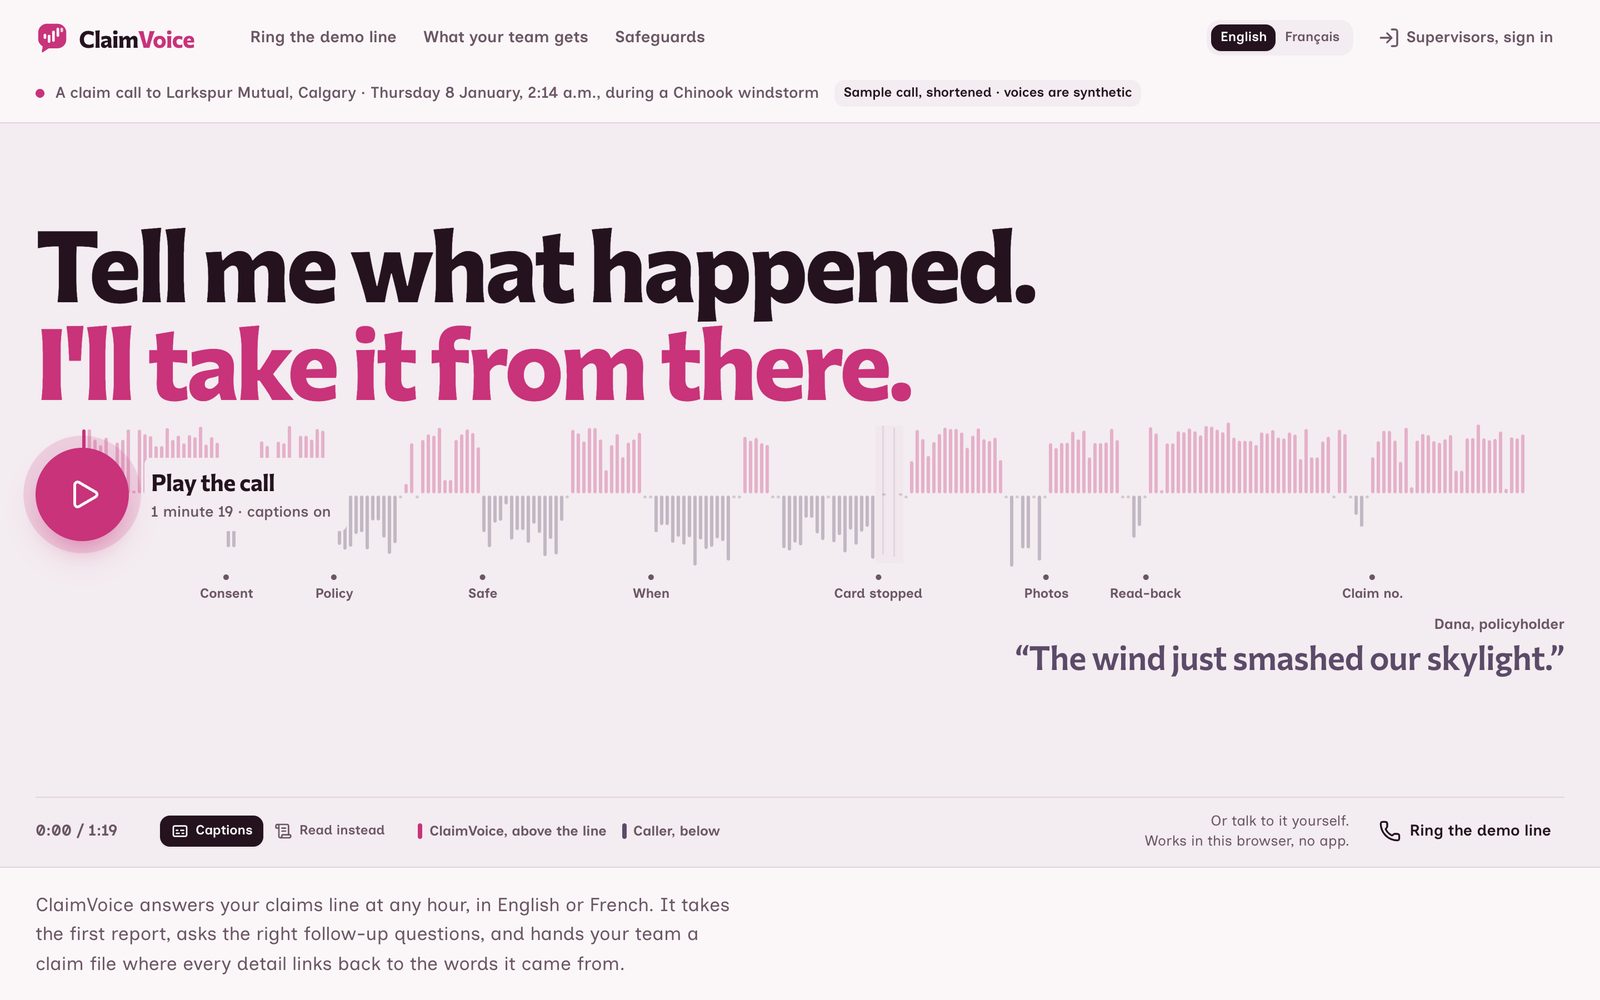 ClaimVoice
Ring the demo line
What your team gets
Safeguards
English
Français
Supervisors, sign in
A claim call to Larkspur Mutual, Calgary · Thursday 8 January, 2:14 a.m., during a Chinook windstorm
Sample call, shortened · voices are synthetic
Tell me what happened.
I'll take it from there.
Play the call
1 minute 19 · captions on
Consent
Policy
Safe
When
Card stopped
Photos
Read-back
Claim no.
Dana, policyholder
“The wind just smashed our skylight.”
0:00 / 1:19
Captions
Read instead
ClaimVoice, above the line
Caller, below
Or talk to it yourself.
Works in this browser, no app.
Ring the demo line
ClaimVoice answers your claims line at any hour, in English or French. It takes
the first report, asks the right follow-up questions, and hands your team a
claim file where every detail links back to the words it came from.